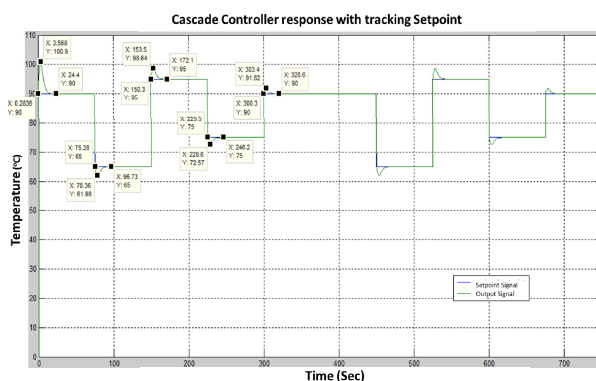 Cascade Controller response with tracking Setpoint
110
100
90
80
70
60
50
40
30
20
10
0
Temperature (°C)
X: 3.568
Y: 100.9
X: 24.4
Y: 90
X: 0.2836
Y: 90
X: 75.28
Y: 65
X: 78.36
Y: 61.98
X: 96.73
Y: 65
X: 153.5
Y: 98.64
X: 172.1
Y: 95
X: 150.3
Y: 95
X: 225.3
Y: 75
X: 228.6
Y: 72.57
X: 246.2
Y: 75
X: 303.4
Y: 91.82
X: 320.6
Y: 90
X: 300.3
Y: 90
Setpoint Signal
Output Signal
0
100
200
300
400
500
600
700
Time (Sec)